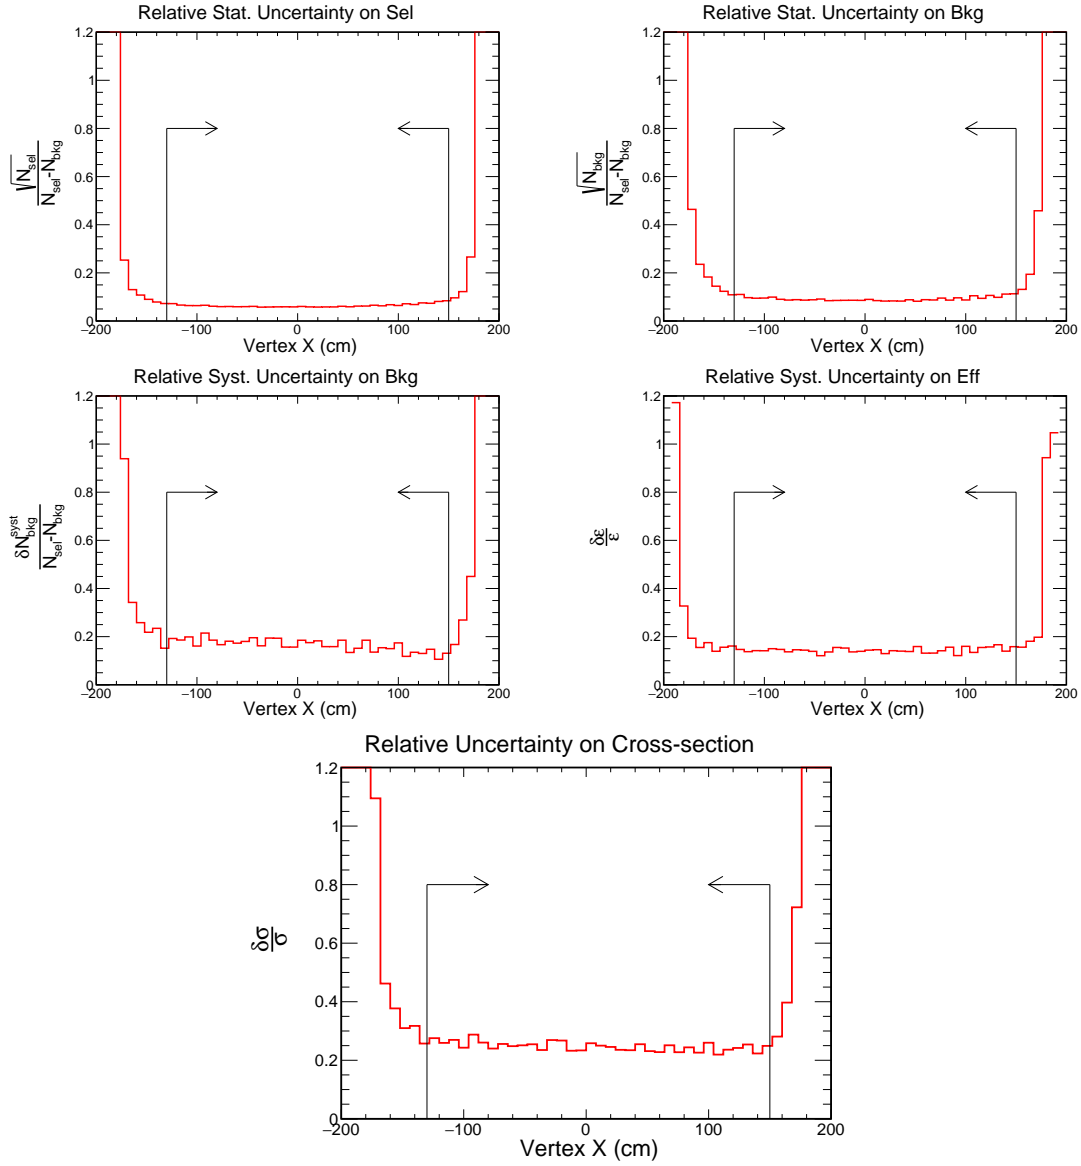 Relative Stat. Uncertainty on Sel
1.2
1
0.8
0.6
0.4
0.2
0
−200 −100 0 100 200
Vertex X (cm)
√N_sel
N_sel-N_bkg
Relative Stat. Uncertainty on Bkg
1.2
1
0.8
0.6
0.4
0.2
0
−200 −100 0 100 200
Vertex X (cm)
√N_bkg
N_sel-N_bkg
Relative Syst. Uncertainty on Bkg
1.2
1
0.8
0.6
0.4
0.2
0
−200 −100 0 100 200
Vertex X (cm)
δN_bkg^syst
N_sel-N_bkg
Relative Syst. Uncertainty on Eff
1.2
1
0.8
0.6
0.4
0.2
0
−200 −100 0 100 200
Vertex X (cm)
δε
ε
Relative Uncertainty on Cross-section
1.2
1
0.8
0.6
0.4
0.2
0
−200 −100 0 100 200
Vertex X (cm)
δσ
σ